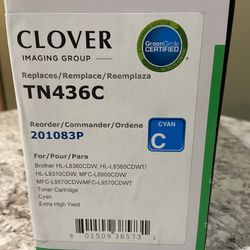 CLOVER
IMAGING GROUP
GreenCircle
CERTIFIED
Replaces/Remplace/Reemplaza
TN436C
Reorder/Commander/Ordene
201083P
CYAN
C
For/Pour/Para
Brother HL-L8360CDW, HL-L8360CDWT/
HL-L9310CDW, MFC-L8900CDW/
MFC-L9570CDW/MFC-L9570CDWT
Toner Cartridge
Cyan
Extra High Yield
8 01509 38573 1